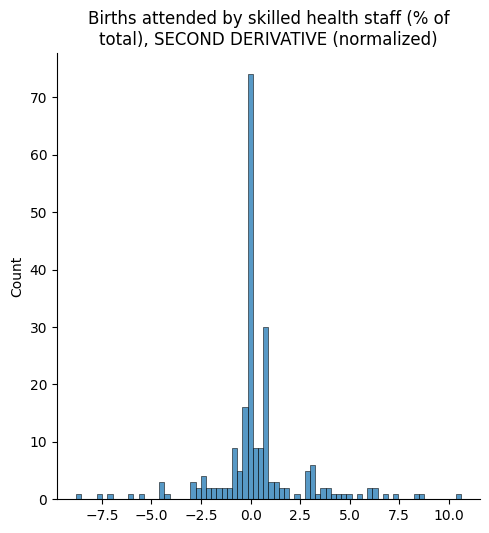 Births attended by skilled health staff (% of
total), SECOND DERIVATIVE (normalized)
70
60
50
40
30
20
10
0
Count
−7.5 −5.0 −2.5 0.0 2.5 5.0 7.5 10.0